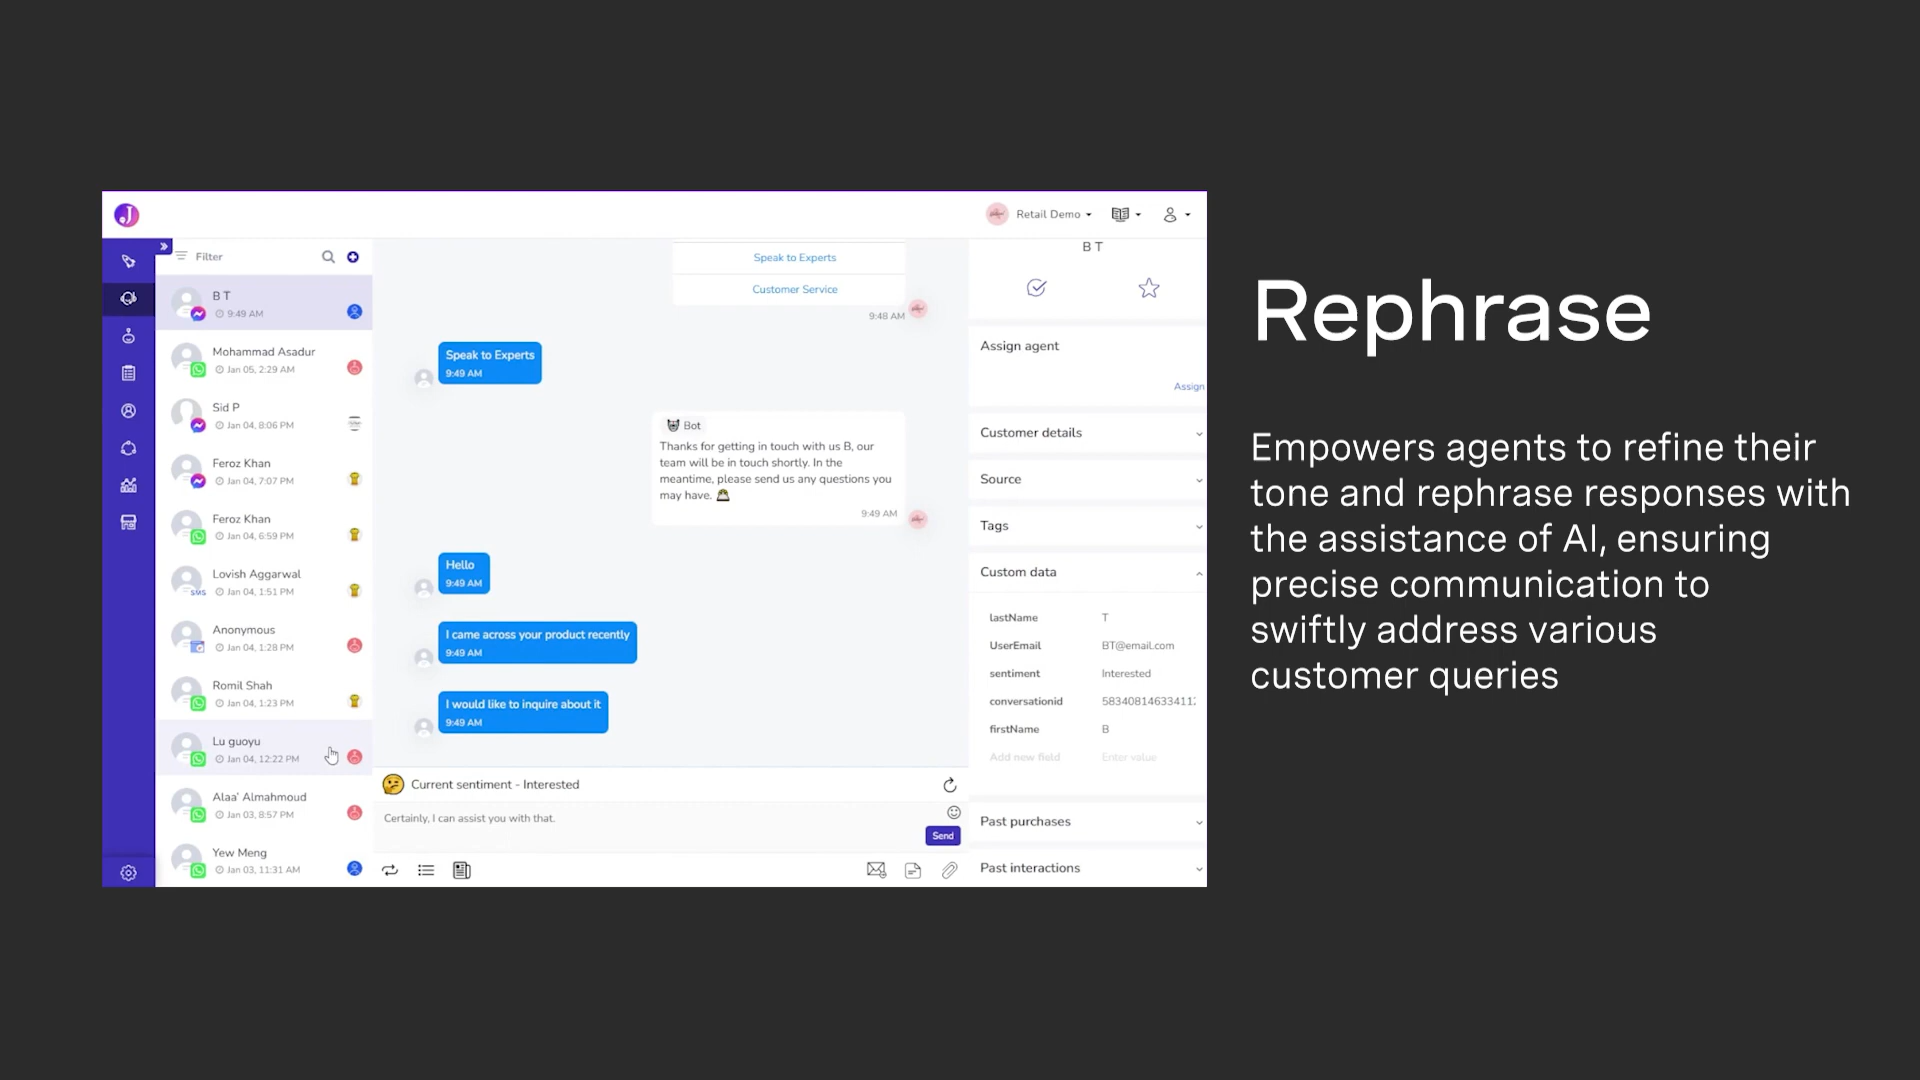 J
Retail Demo
Filter
B T
9:49 AM
Mohammad Asadur
Jan 05, 2:29 AM
Sid P
Jan 04, 8:06 PM
Feroz Khan
Jan 04, 7:07 PM
Feroz Khan
Jan 04, 6:59 PM
Lovish Aggarwal
SMS
Jan 04, 1:51 PM
Anonymous
Jan 04, 1:28 PM
Romil Shah
Jan 04, 1:23 PM
Lu guoyu
Jan 04, 12:22 PM
Alaa' Almahmoud
Jan 03, 8:57 PM
Yew Meng
Jan 03, 11:31 AM
Speak to Experts
Customer Service
9:48 AM
Speak to Experts
9:49 AM
Bot
Thanks for getting in touch with us B, our
team will be in touch shortly. In the
meantime, please send us any questions you
may have.
9:49 AM
Hello
9:49 AM
I came across your product recently
9:49 AM
I would like to inquire about it
9:49 AM
Current sentiment - Interested
Certainly, I can assist you with that.
Send
B T
Assign agent
Assign
Customer details
Source
Tags
Custom data
lastName T
UserEmail BT@email.com
sentiment Interested
conversationid 58340814633411
firstName B
Add new field Enter value
Past purchases
Past interactions
Rephrase
Empowers agents to refine their
tone and rephrase responses with
the assistance of AI, ensuring
precise communication to
swiftly address various
customer queries